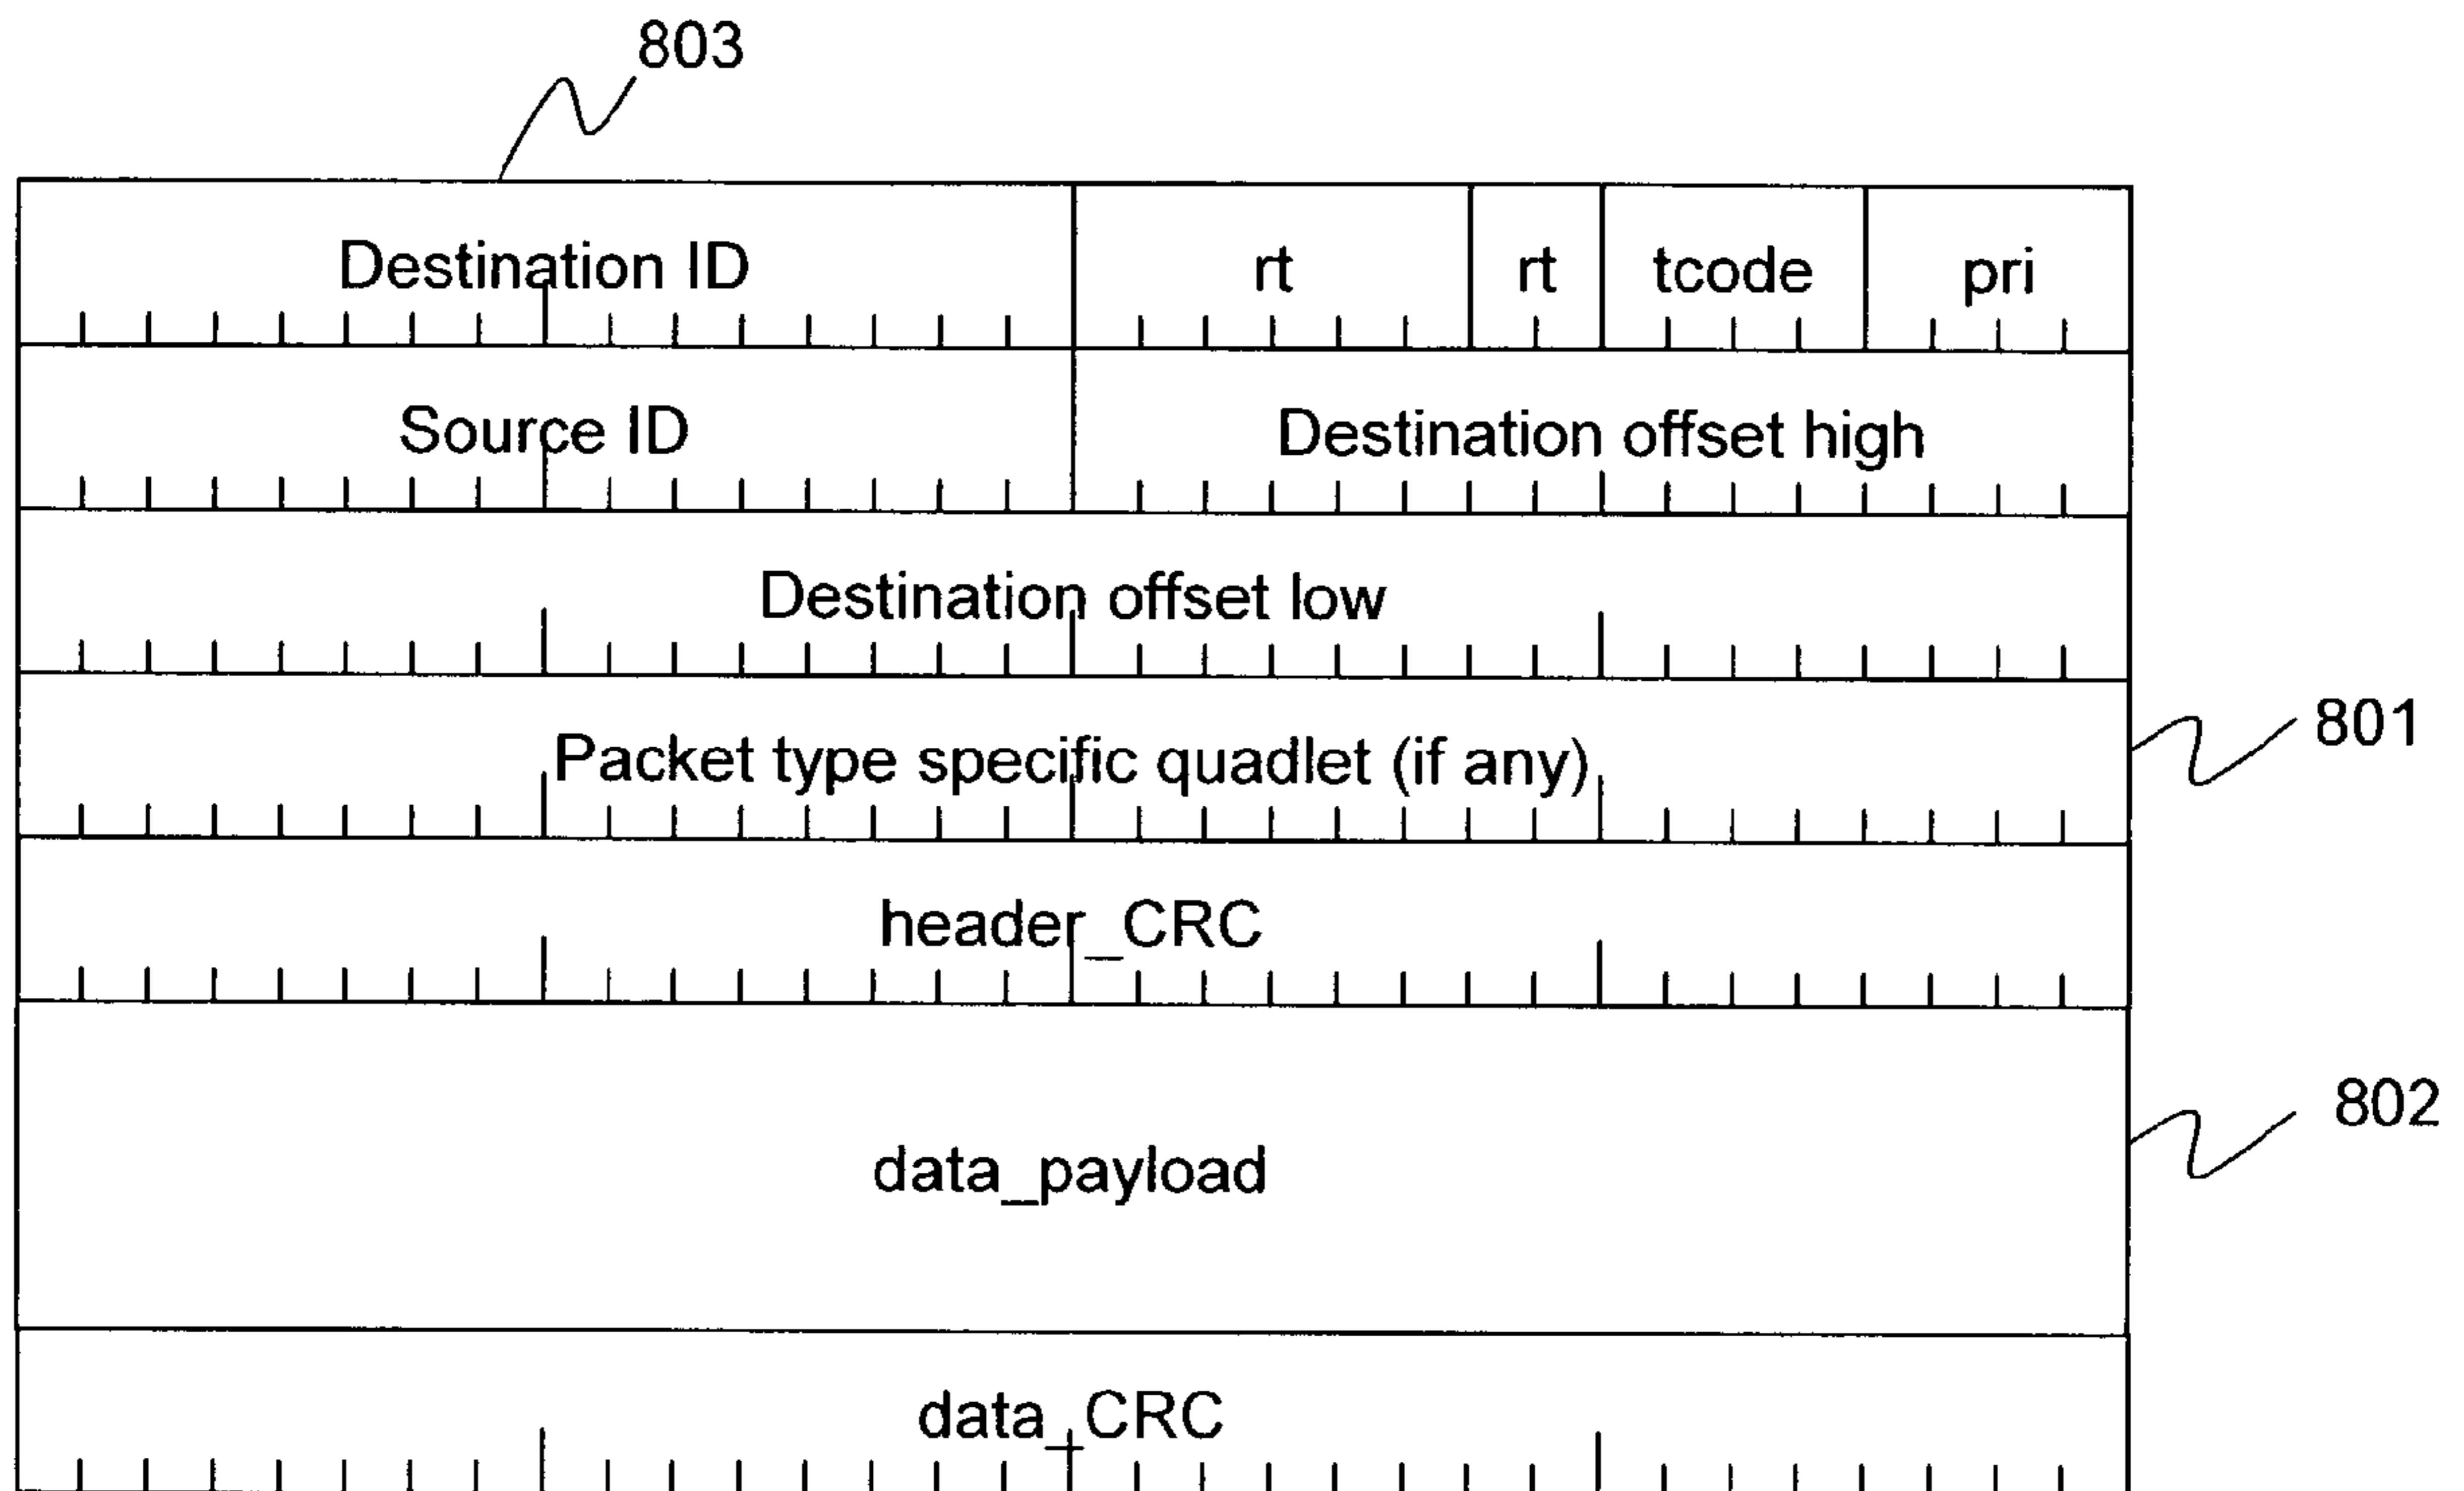 803
Destination ID rt rt tcode pri
Source ID Destination offset high
Destination offset low
Packet type specific quadlet (if any)
801
header_CRC
data_payload
802
data_CRC